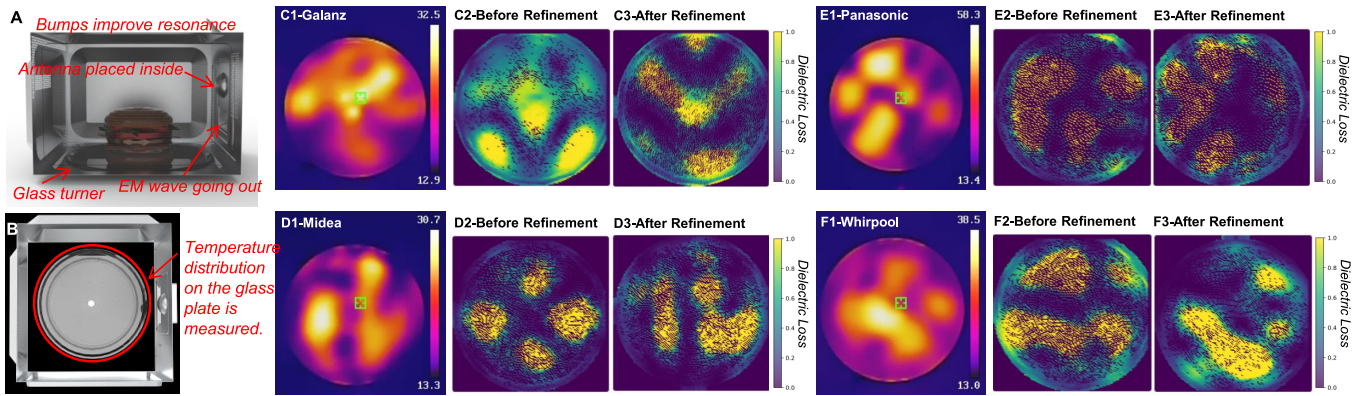 A
Bumps improve resonance
Antenna placed inside
Glass turner
EM wave going out
B
Temperature
distribution
on the glass
plate is
measured.
C1-Galanz
32.5
12.9
C2-Before Refinement
C3-After Refinement
1.0
0.8
0.6
0.4
0.2
0.0
Dielectric Loss
E1-Panasonic
58.3
13.4
E2-Before Refinement
E3-After Refinement
1.0
0.8
0.6
0.4
0.2
0.0
Dielectric Loss
D1-Midea
30.7
13.3
D2-Before Refinement
D3-After Refinement
1.0
0.8
0.6
0.4
0.2
0.0
Dielectric Loss
F1-Whirpool
38.5
13.0
F2-Before Refinement
F3-After Refinement
1.0
0.8
0.6
0.4
0.2
0.0
Dielectric Loss